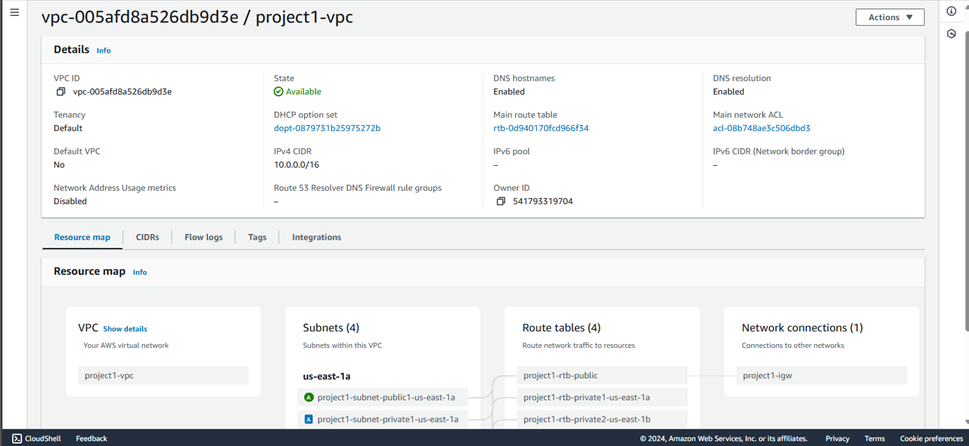 vpc-005afd8a526db9d3e / project1-vpc
Actions ▼
Details Info
VPC ID
vpc-005afd8a526db9d3e
State
Available
DNS hostnames
Enabled
DNS resolution
Enabled
Tenancy
Default
DHCP option set
dopt-0879731b25975272b
Main route table
rtb-0d940170fcd966f34
Main network ACL
acl-08b748ae3c506dbd3
Default VPC
No
IPv4 CIDR
10.0.0.0/16
IPv6 pool
–
IPv6 CIDR (Network border group)
–
Network Address Usage metrics
Disabled
Route 53 Resolver DNS Firewall rule groups
–
Owner ID
541793319704
Resource map
CIDRs
Flow logs
Tags
Integrations
Resource map Info
VPC Show details
Your AWS virtual network
project1-vpc
Subnets (4)
Subnets within this VPC
us-east-1a
A project1-subnet-public1-us-east-1a
A project1-subnet-private1-us-east-1a
Route tables (4)
Route network traffic to resources
project1-rtb-public
project1-rtb-private1-us-east-1a
project1-rtb-private2-us-east-1b
Network connections (1)
Connections to other networks
project1-igw
CloudShell
Feedback
© 2024, Amazon Web Services, Inc. or its affiliates.
Privacy
Terms
Cookie preferences